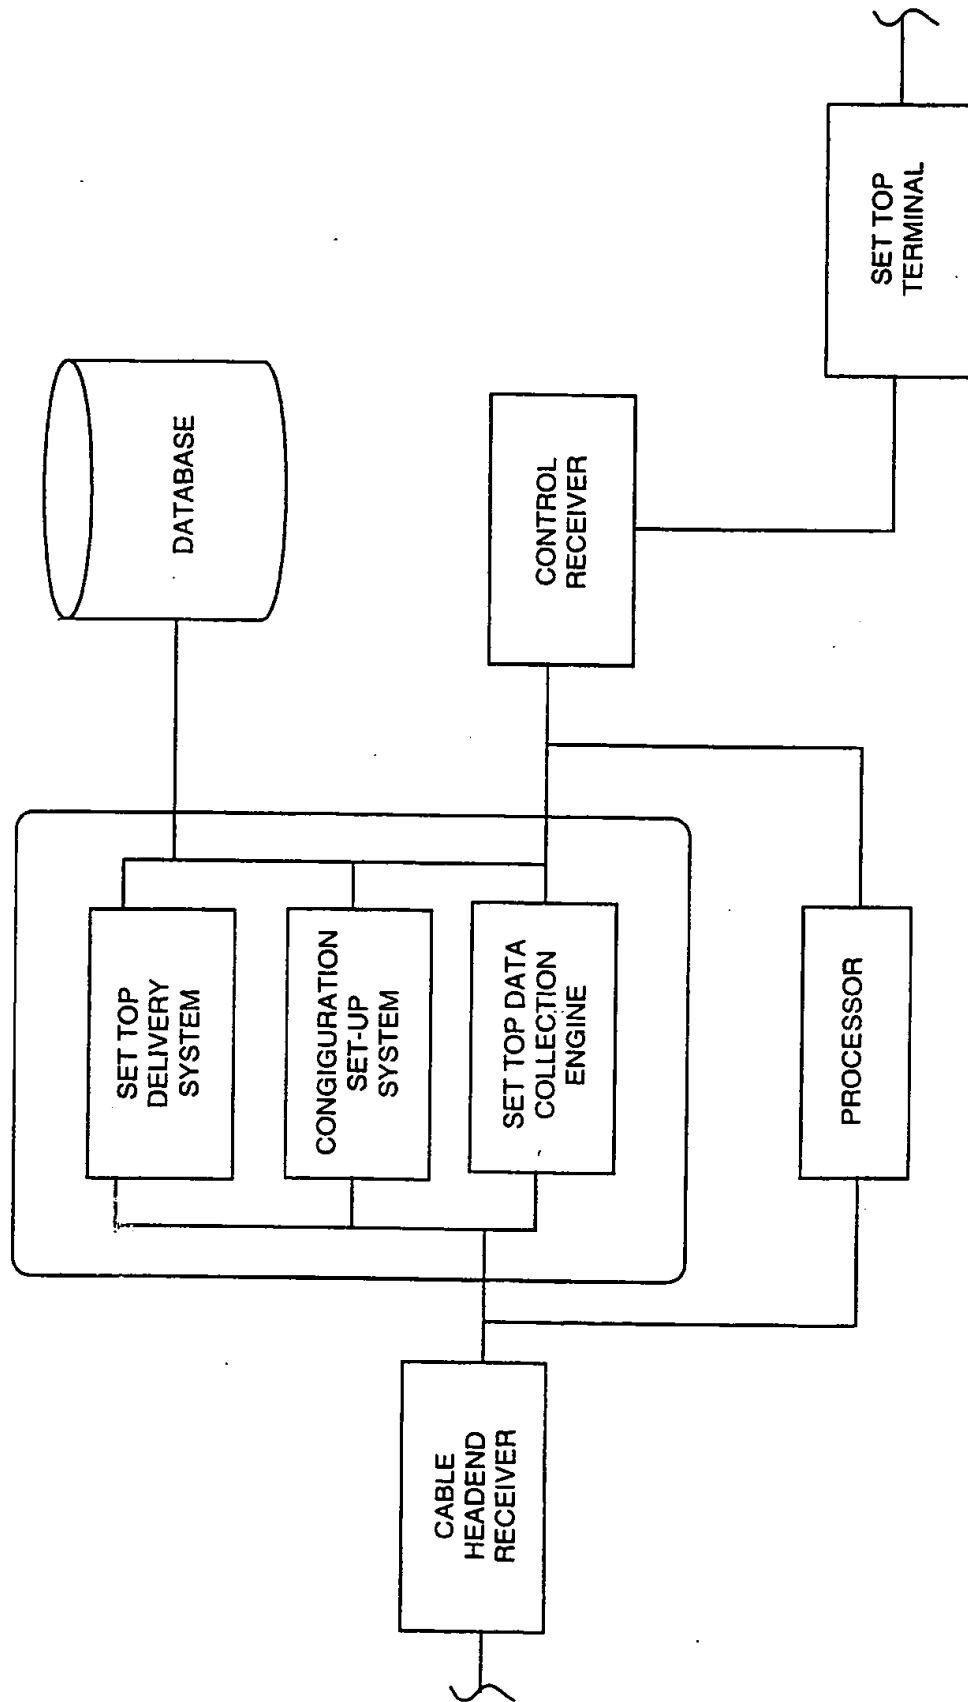 CABLE
HEADEND
RECEIVER
SET TOP
DELIVERY
SYSTEM
CONGIGURATION
SET-UP
SYSTEM
SET TOP DATA
COLLECTION
ENGINE
PROCESSOR
DATABASE
CONTROL
RECEIVER
SET TOP
TERMINAL